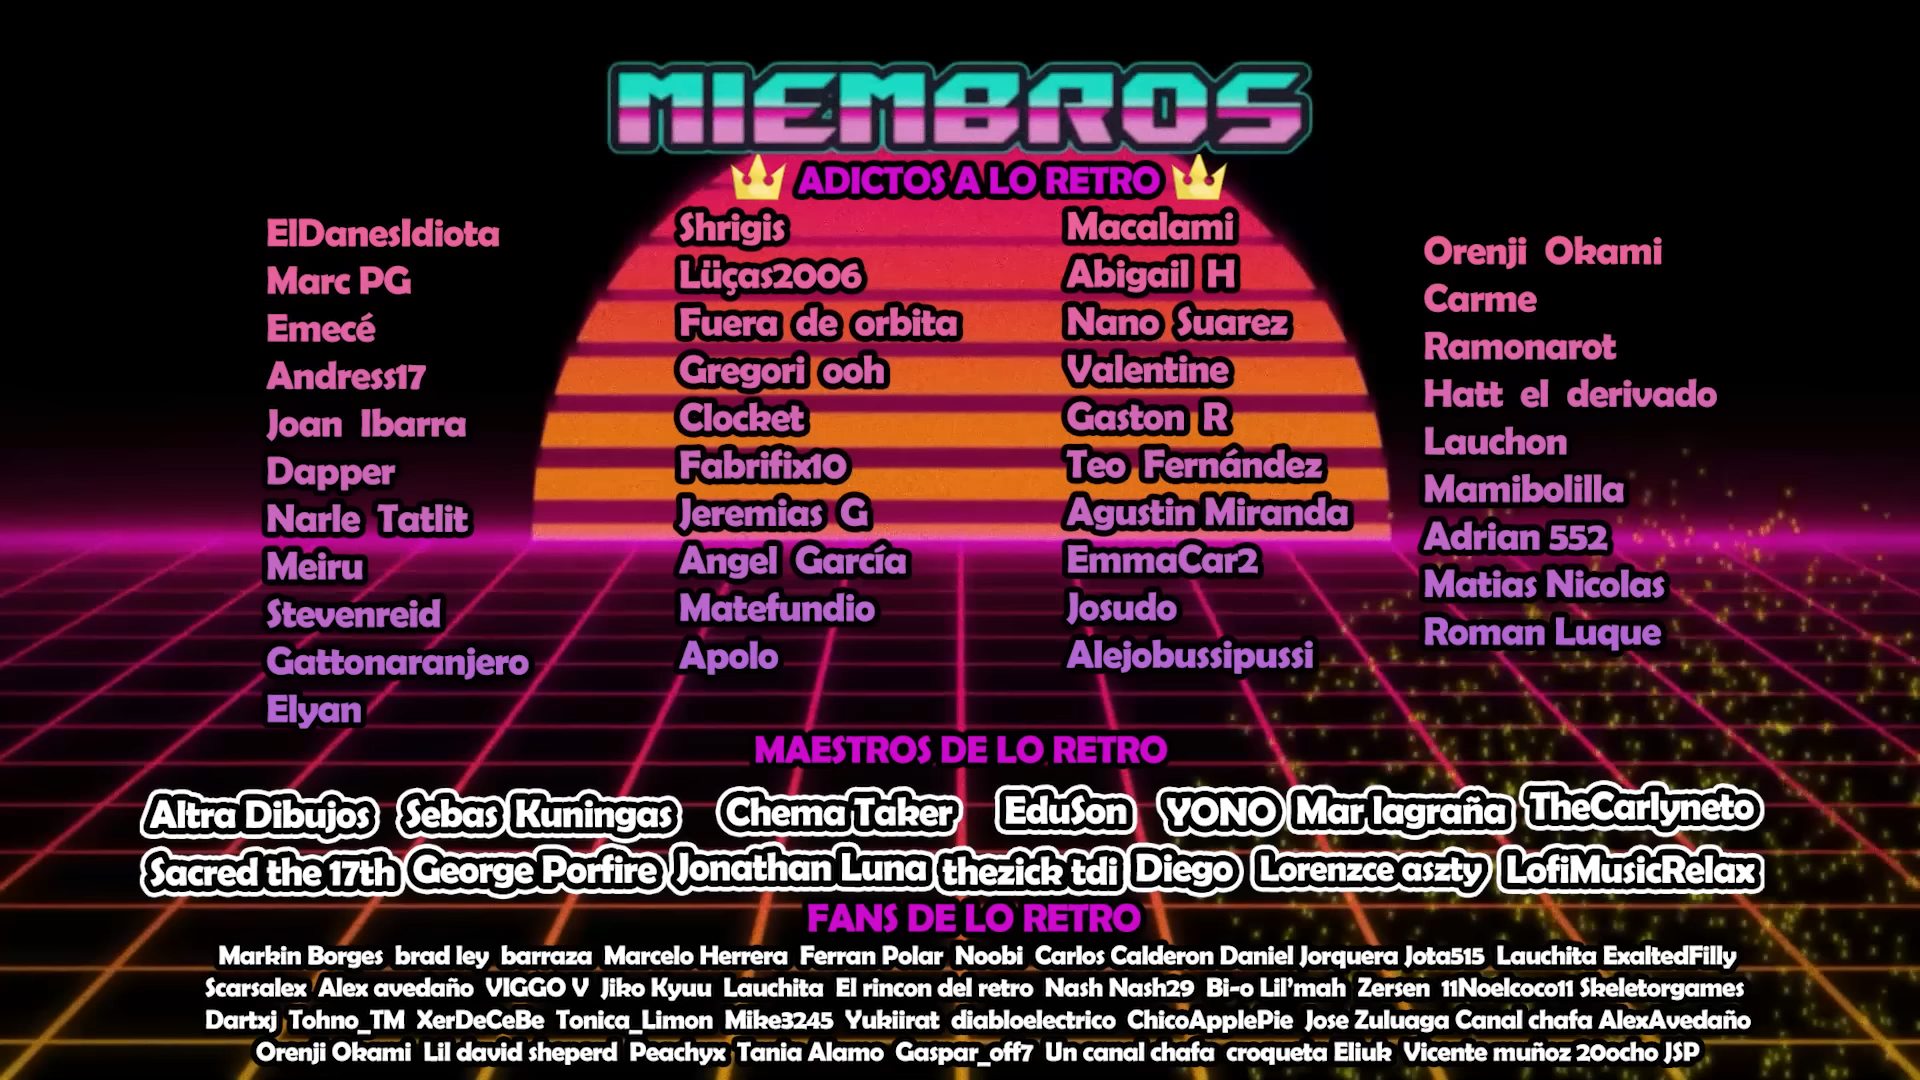 MIEMBROS
ADICTOS A LO RETRO
ElDanesIdiota
Marc PG
Emecé
Andress17
Joan Ibarra
Dapper
Narle Tatlit
Meiru
Stevenreid
Gattonaranjero
Elyan
Shrigis
Lüças2006
Fuera de orbita
Gregori ooh
Clocket
Fabrifix10
Jeremias G
Angel García
Matefundio
Apolo
Macalami
Abigail H
Nano Suarez
Valentine
Gaston R
Teo Fernández
Agustin Miranda
EmmaCar2
Josudo
Alejobussipussi
Orenji Okami
Carme
Ramonarot
Hatt el derivado
Lauchon
Mamibolilla
Adrian 552
Matias Nicolas
Roman Luque
MAESTROS DE LO RETRO
Altra Dibujos Sebas Kuningas Chema Taker EduSon YONO Mar lagraña TheCarlyneto
Sacred the 17th George Porfire Jonathan Luna thezick tdi Diego Lorenzce aszty LofiMusicRelax
FANS DE LO RETRO
Markin Borges brad ley barraza Marcelo Herrera Ferran Polar Noobi Carlos Calderon Daniel Jorquera Jota515 Lauchita ExaltedFilly
Scarsalex Alex avedaño VIGGO V Jiko Kyuu Lauchita El rincon del retro Nash Nash29 Bi-o Lil'mah Zersen 11Noelcoco11 Skeletorgames
Dartxj Tohno_TM XerDeCeBe Tonica_Limon Mike3245 Yukiirat diabloelectrico ChicoApplePie Jose Zuluaga Canal chafa AlexAvedaño
Orenji Okami Lil david sheperd Peachyx Tania Alamo Gaspar_off7 Un canal chafa croqueta Eliuk Vicente muñoz 20ocho JSP